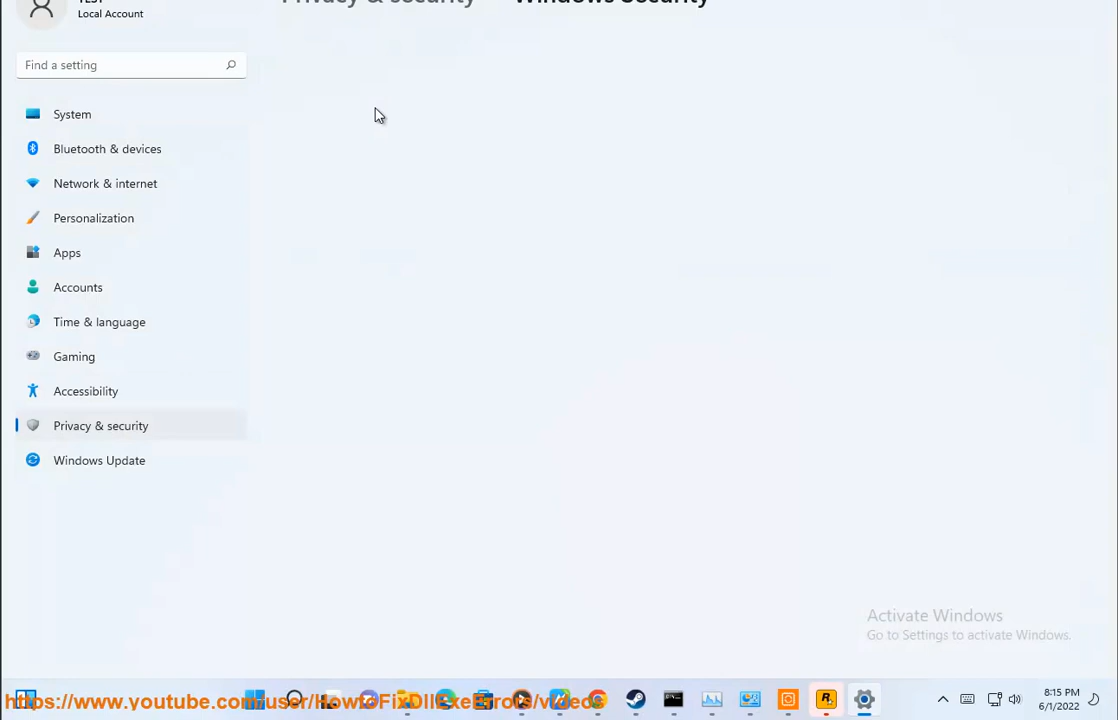 TEST
Privacy & security Windows Security
Local Account
Find a setting
System
Bluetooth & devices
Network & internet
Personalization
Apps
Accounts
Time & language
Gaming
Accessibility
Privacy & security
Windows Update
Activate Windows
Go to Settings to activate Windows.
https://www.youtube.com/user/HowtoFixDllExeErrors/videos
8:15 PM
6/1/2022